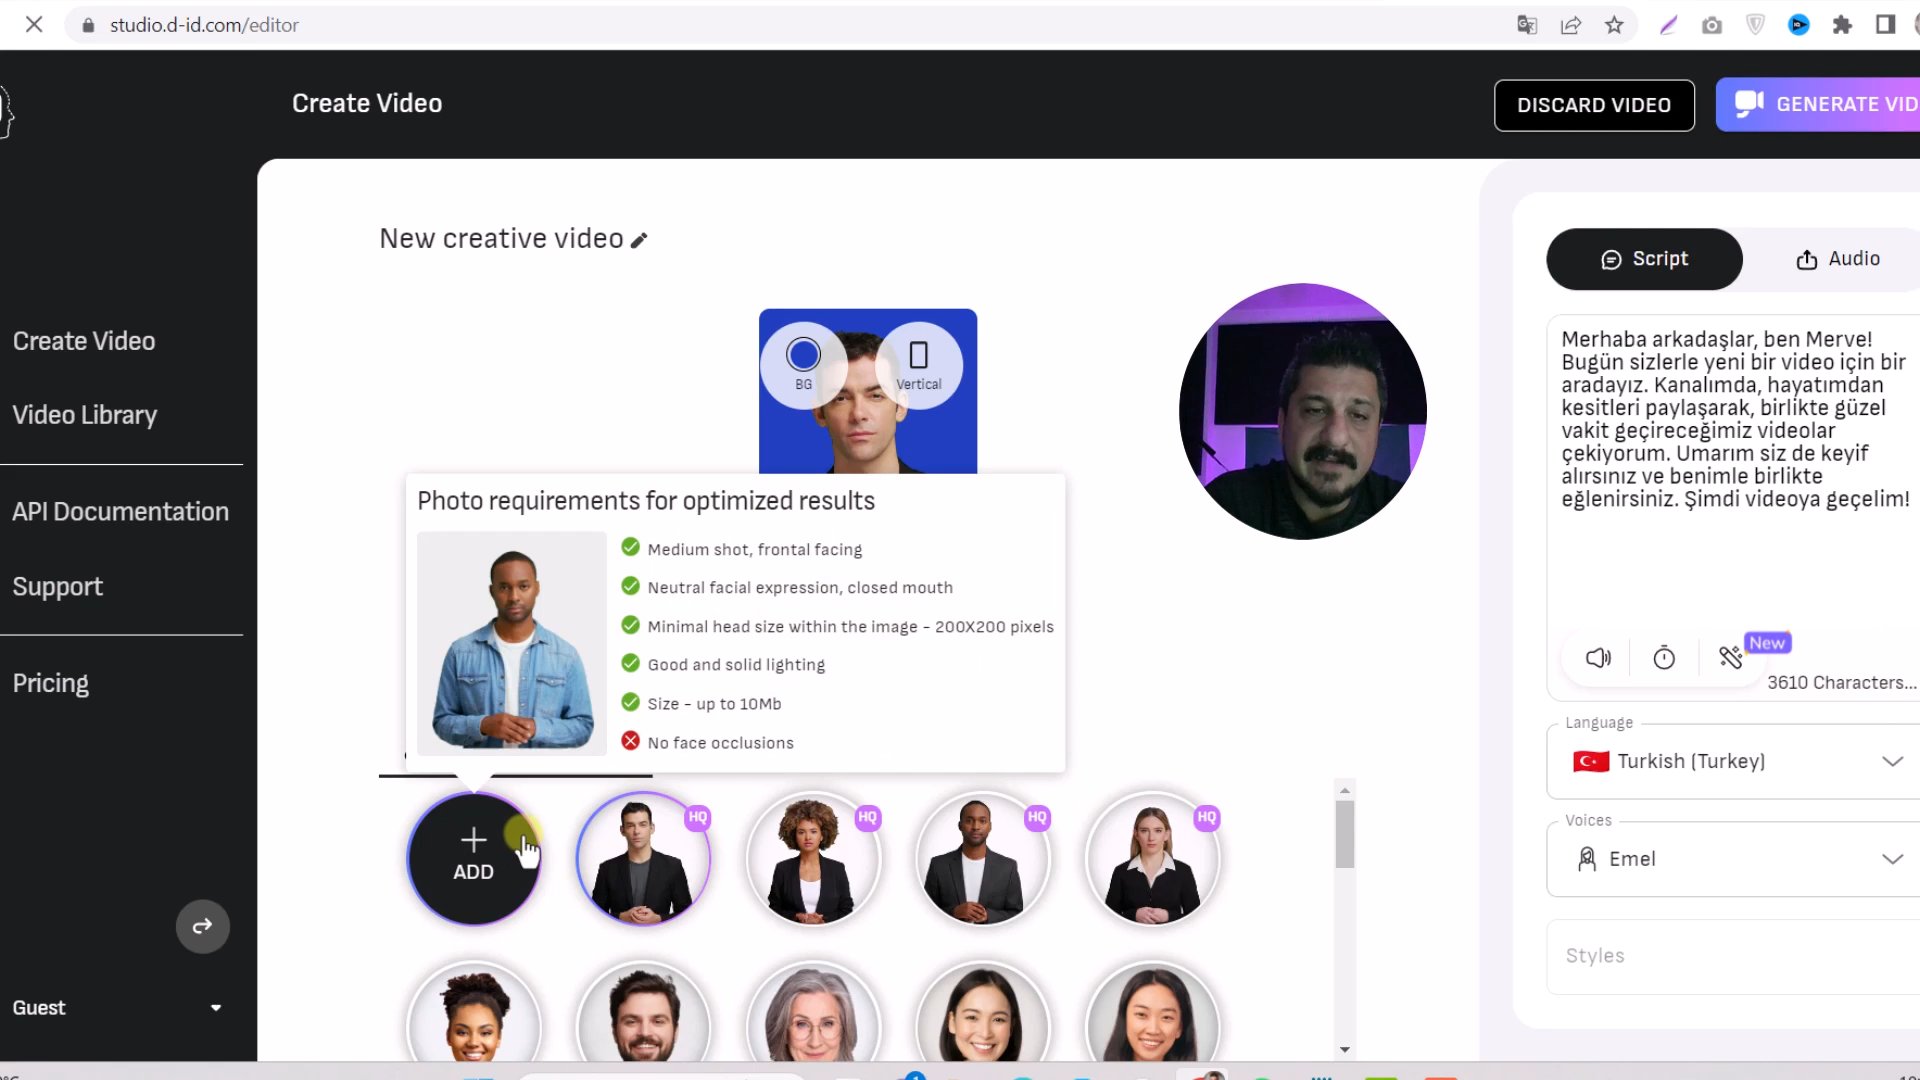 studio.d-id.com/editor
Create Video
DISCARD VIDEO
GENERATE VID
New creative video
Create Video
Video Library
API Documentation
Support
Pricing
Guest
BG
Vertical
Photo requirements for optimized results
Medium shot, frontal facing
Neutral facial expression, closed mouth
Minimal head size within the image - 200X200 pixels
Good and solid lighting
Size - up to 10Mb
No face occlusions
ADD
HQ
HQ
HQ
HQ
Script
Audio
Merhaba arkadaşlar, ben Merve!
Bugün sizlerle yeni bir video için bir
aradayız. Kanalımda, hayatımdan
kesitleri paylaşarak, birlikte güzel
vakit geçireceğimiz videolar
çekiyorum. Umarım siz de keyif
alırsınız ve benimle birlikte
eğlenirsiniz. Şimdi videoya geçelim!
New
3610 Characters...
Language
Turkish (Turkey)
Voices
Emel
Styles